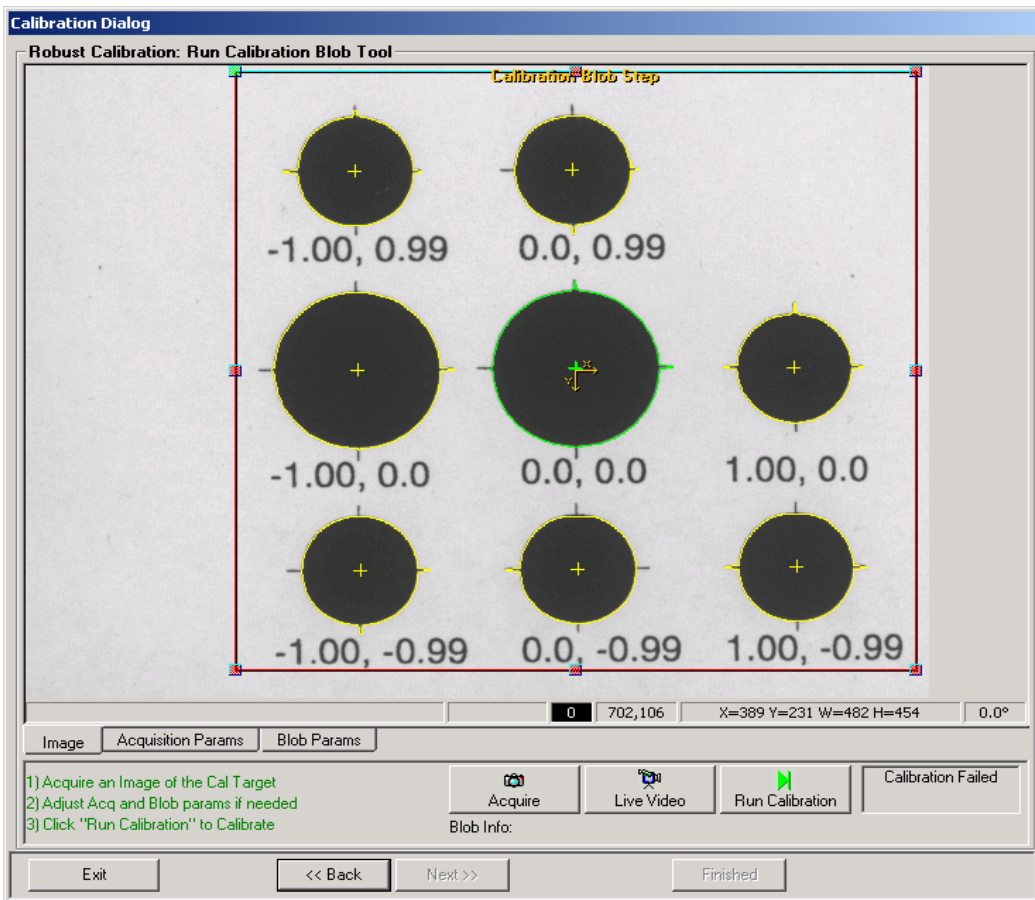 Calibration Dialog
Robust Calibration: Run Calibration Blob Tool
Calibration Blob Step
-1.00, 0.99
0.0, 0.99
X
Y
-1.00, 0.0
0.0, 0.0
1.00, 0.0
-1.00, -0.99
0.0, -0.99
1.00, -0.99
0
702,106
X=389 Y=231 W=482 H=454
0.0°
Image
Acquisition Params
Blob Params
1) Acquire an Image of the Cal Target
2) Adjust Acq and Blob params if needed
3) Click "Run Calibration" to Calibrate
Acquire
Live Video
Run Calibration
Calibration Failed
Blob Info:
Exit
<< Back
Next >>
Finished